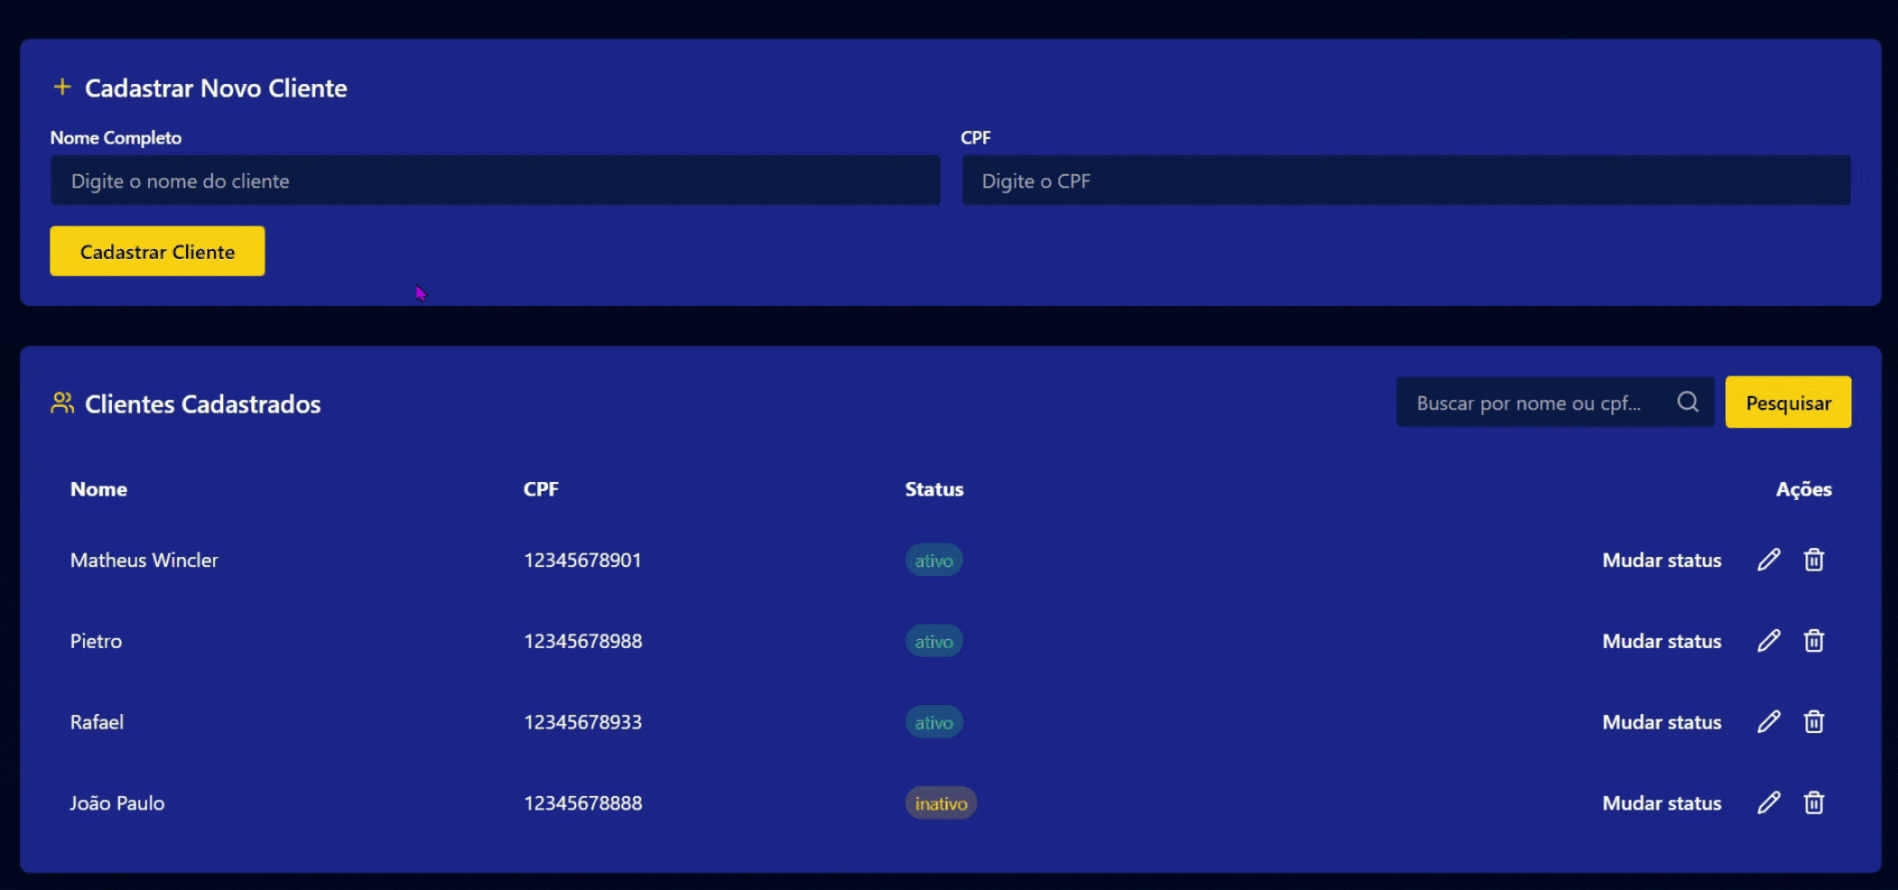 Cadastrar Novo Cliente
Nome Completo CPF
Digite o nome do cliente Digite o CPF
Cadastrar Cliente
Clientes Cadastrados Buscar por nome ou cpf... Pesquisar
Nome CPF Status Ações
Matheus Wincler 12345678901 ativo Mudar status
Pietro 12345678988 ativo Mudar status
Rafael 12345678933 ativo Mudar status
João Paulo 12345678888 inativo Mudar status